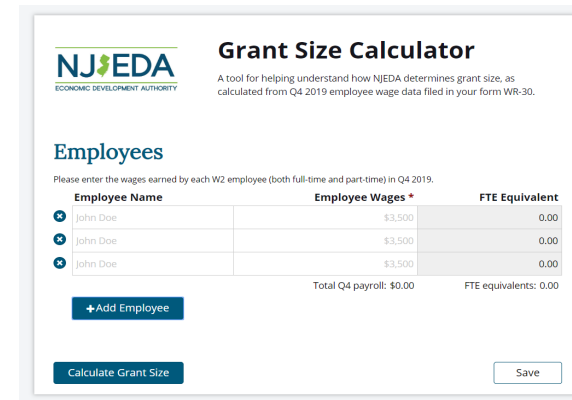 NJEDA
ECONOMIC DEVELOPMENT AUTHORITY
Grant Size Calculator
A tool for helping understand how NJEDA determines grant size, as
calculated from Q4 2019 employee wage data filed in your form WR-30.
Employees
Please enter the wages earned by each W2 employee (both full-time and part-time) in Q4 2019.
Employee Name Employee Wages * FTE Equivalent
John Doe $3,500 0.00
John Doe $3,500 0.00
John Doe $3,500 0.00
Total Q4 payroll: $0.00 FTE equivalents: 0.00
+Add Employee
Calculate Grant Size Save